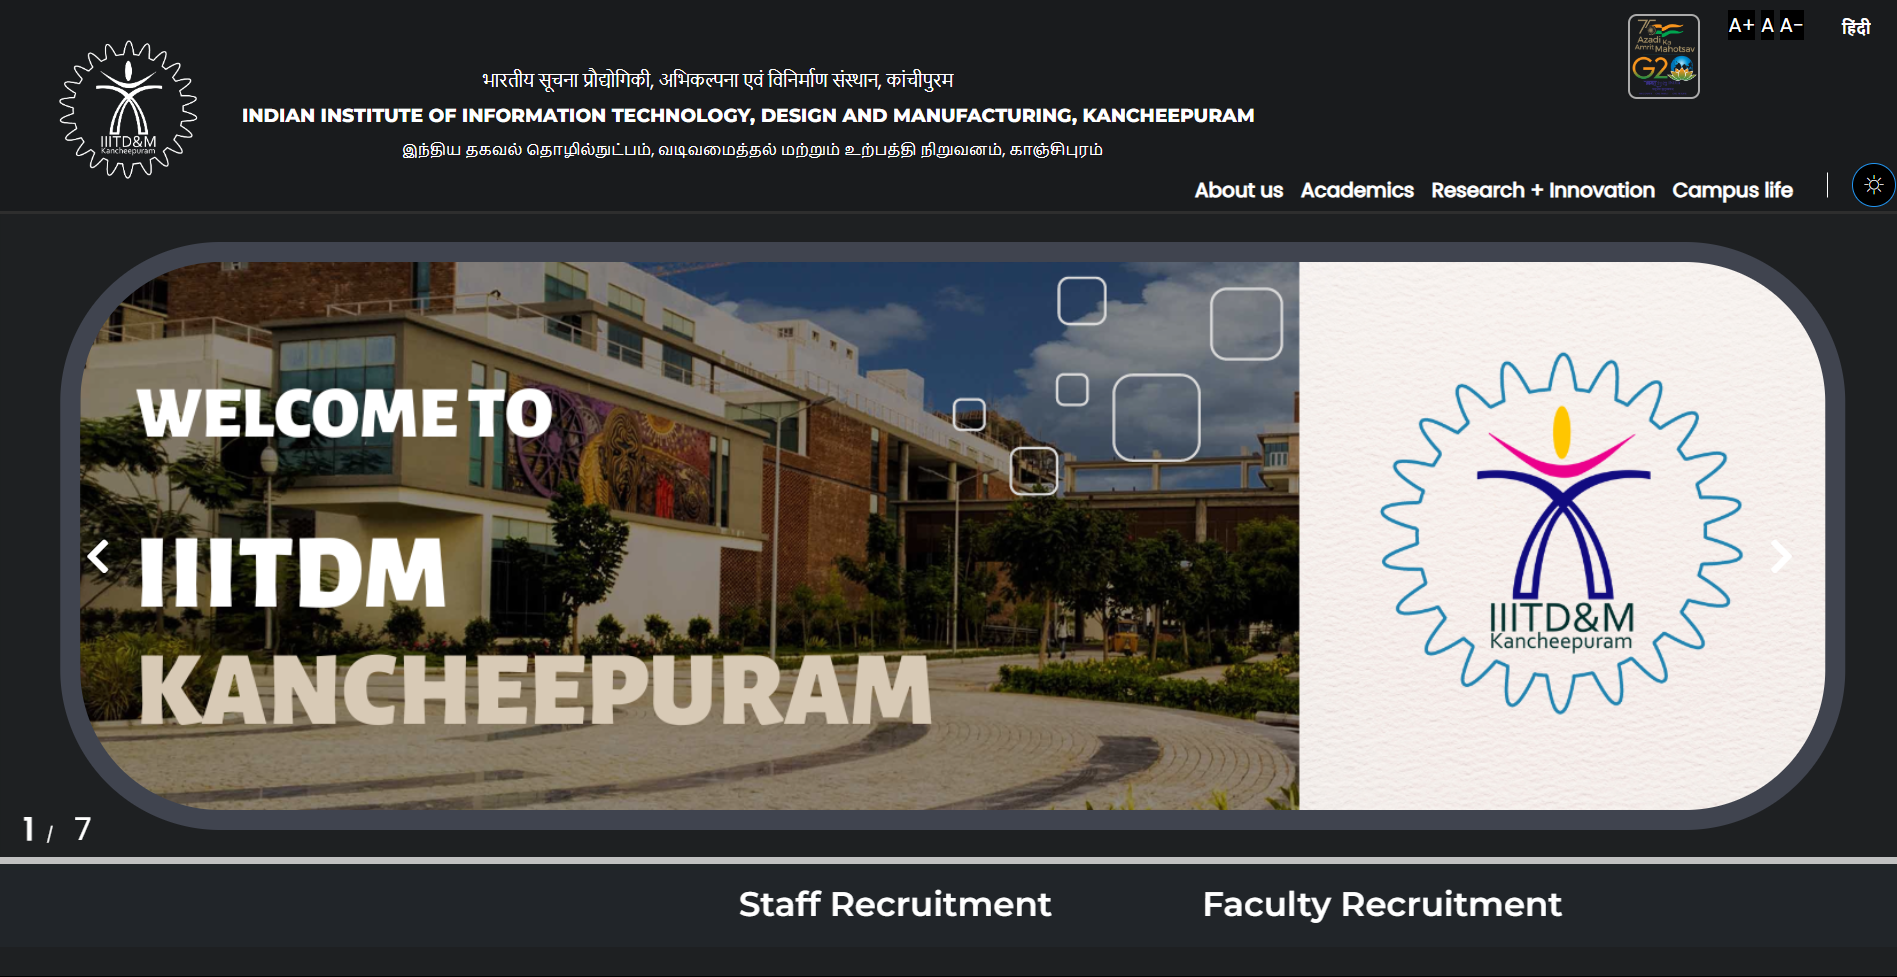 A+ A A-
हिंदी
75
Azadi Ka
Amrit Mahotsav
G20
भारतीय सूचना प्रौद्योगिकी, अभिकल्पना एवं विनिर्माण संस्थान, कांचीपुरम
INDIAN INSTITUTE OF INFORMATION TECHNOLOGY, DESIGN AND MANUFACTURING, KANCHEEPURAM
இந்திய தகவல் தொழில்நுட்பம், வடிவமைத்தல் மற்றும் உற்பத்தி நிறுவனம், காஞ்சிபுரம்
IIITD&M
Kancheepuram
About us Academics Research + Innovation Campus life
WELCOME TO
IIITDM
KANCHEEPURAM
IIITD&M
Kancheepuram
1 / 7
Staff Recruitment Faculty Recruitment